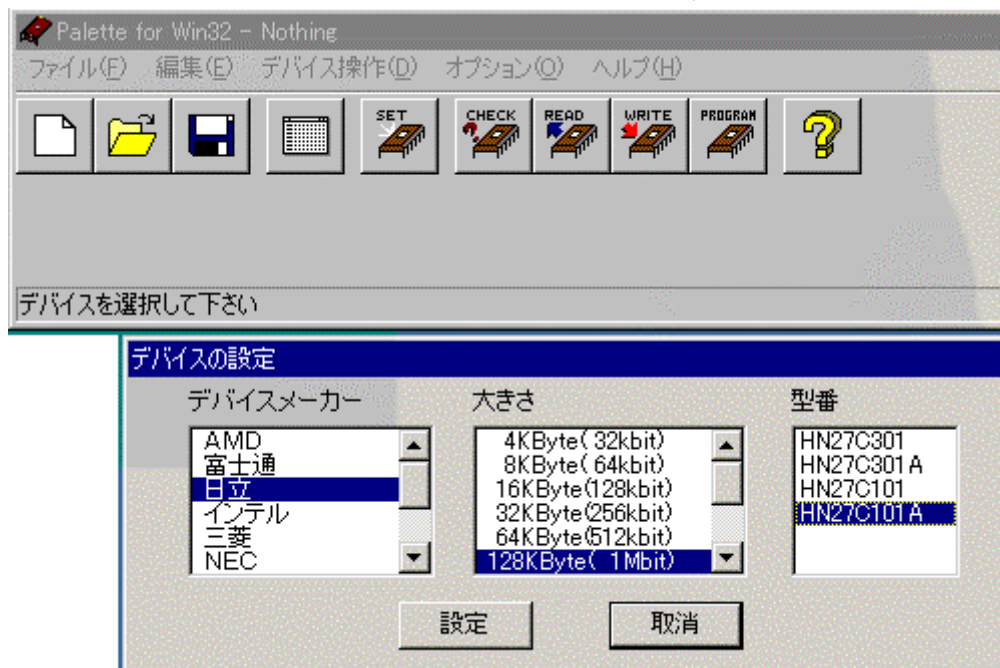 Palette for Win32 - Nothing
ファイル(F) 編集(E) デバイス操作(D) オプション(O) ヘルプ(H)
SET CHECK READ WRITE PROGRAM
デバイスを選択して下さい
デバイスの設定
デバイスメーカー 大きさ 型番
AMD 4KByte( 32kbit) HN27C301
富士通 8KByte( 64kbit) HN27C301A
日立 16KByte(128kbit) HN27C101
インテル 32KByte(256kbit) HN27C101A
三菱 64KByte(512kbit)
NEC 128KByte( 1Mbit)
設定 取消